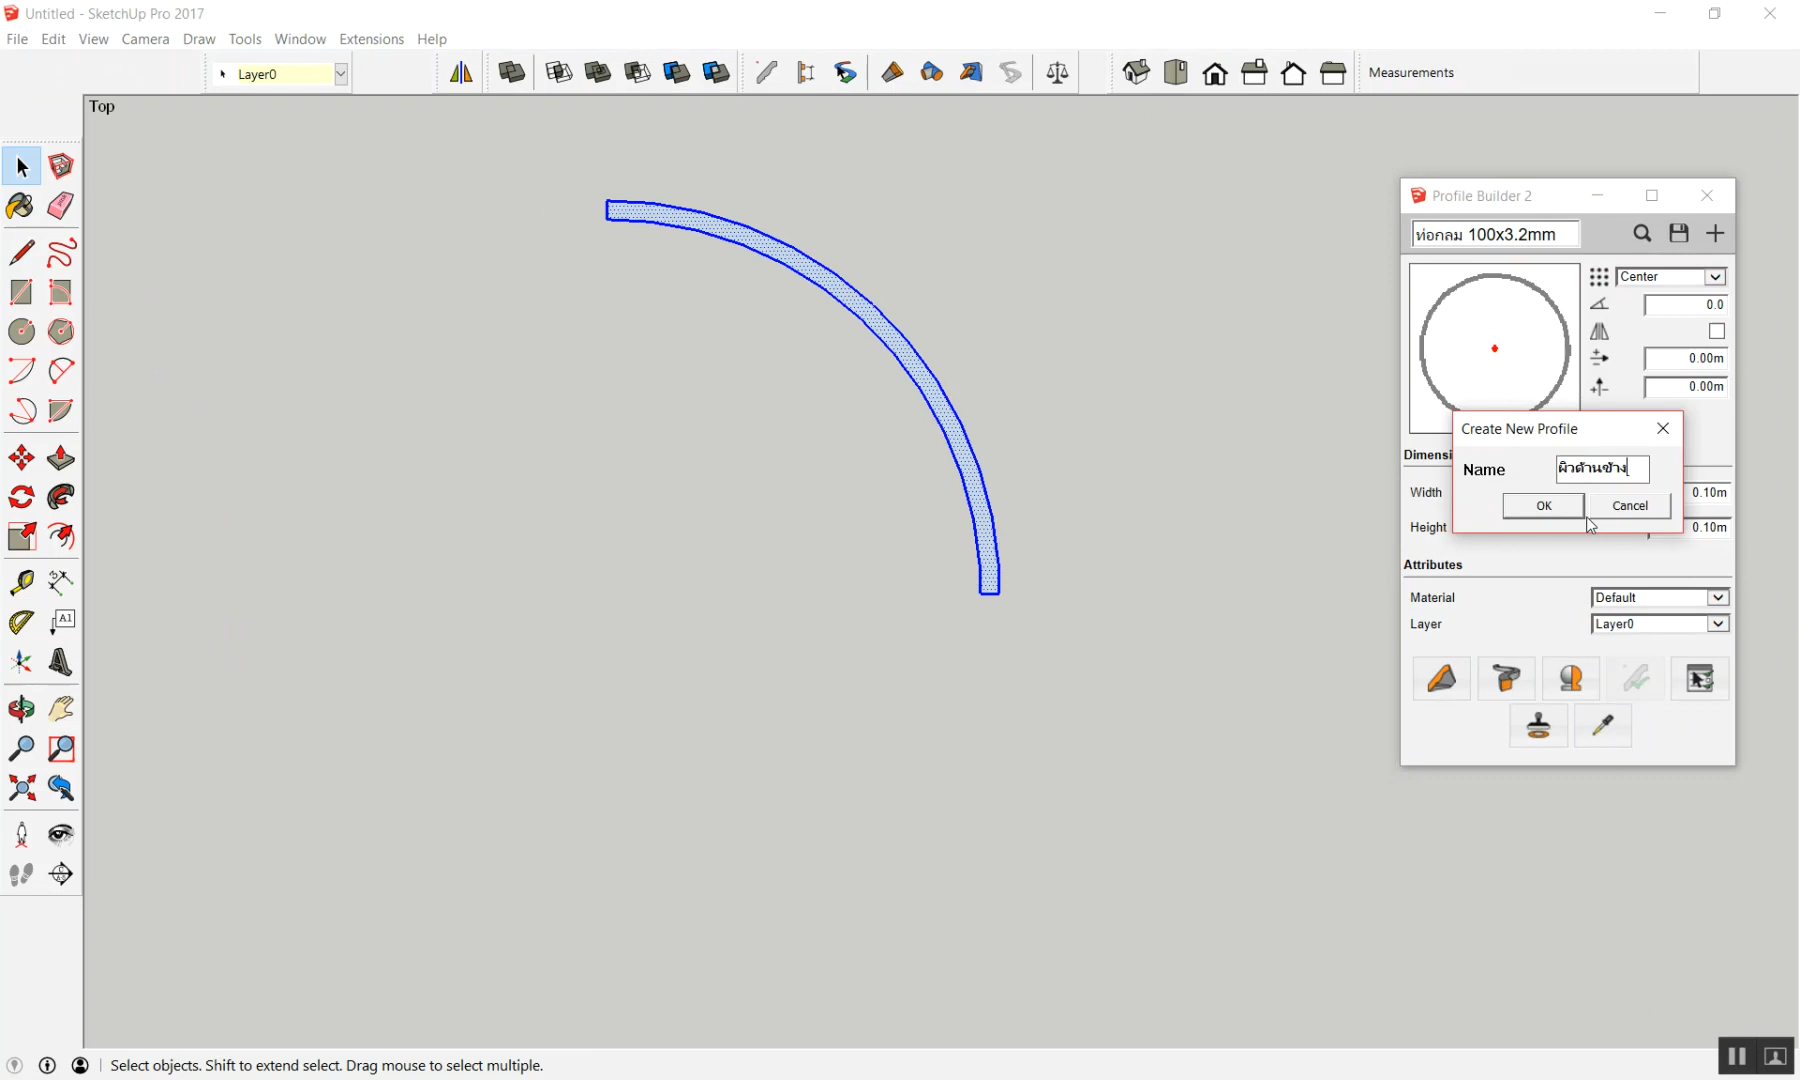 Untitled - SketchUp Pro 2017
File Edit View Camera Draw Tools Window Extensions Help
Layer0
Measurements
Top
Profile Builder 2
ท่อกลม 100x3.2mm
Center
0.0
0.00m
0.00m
Create New Profile
Name ผิวด้านข้าง
OK Cancel
Dimensi
Width 0.10m
Height 0.10m
Attributes
Material Default
Layer Layer0
A1
Select objects. Shift to extend select. Drag mouse to select multiple.